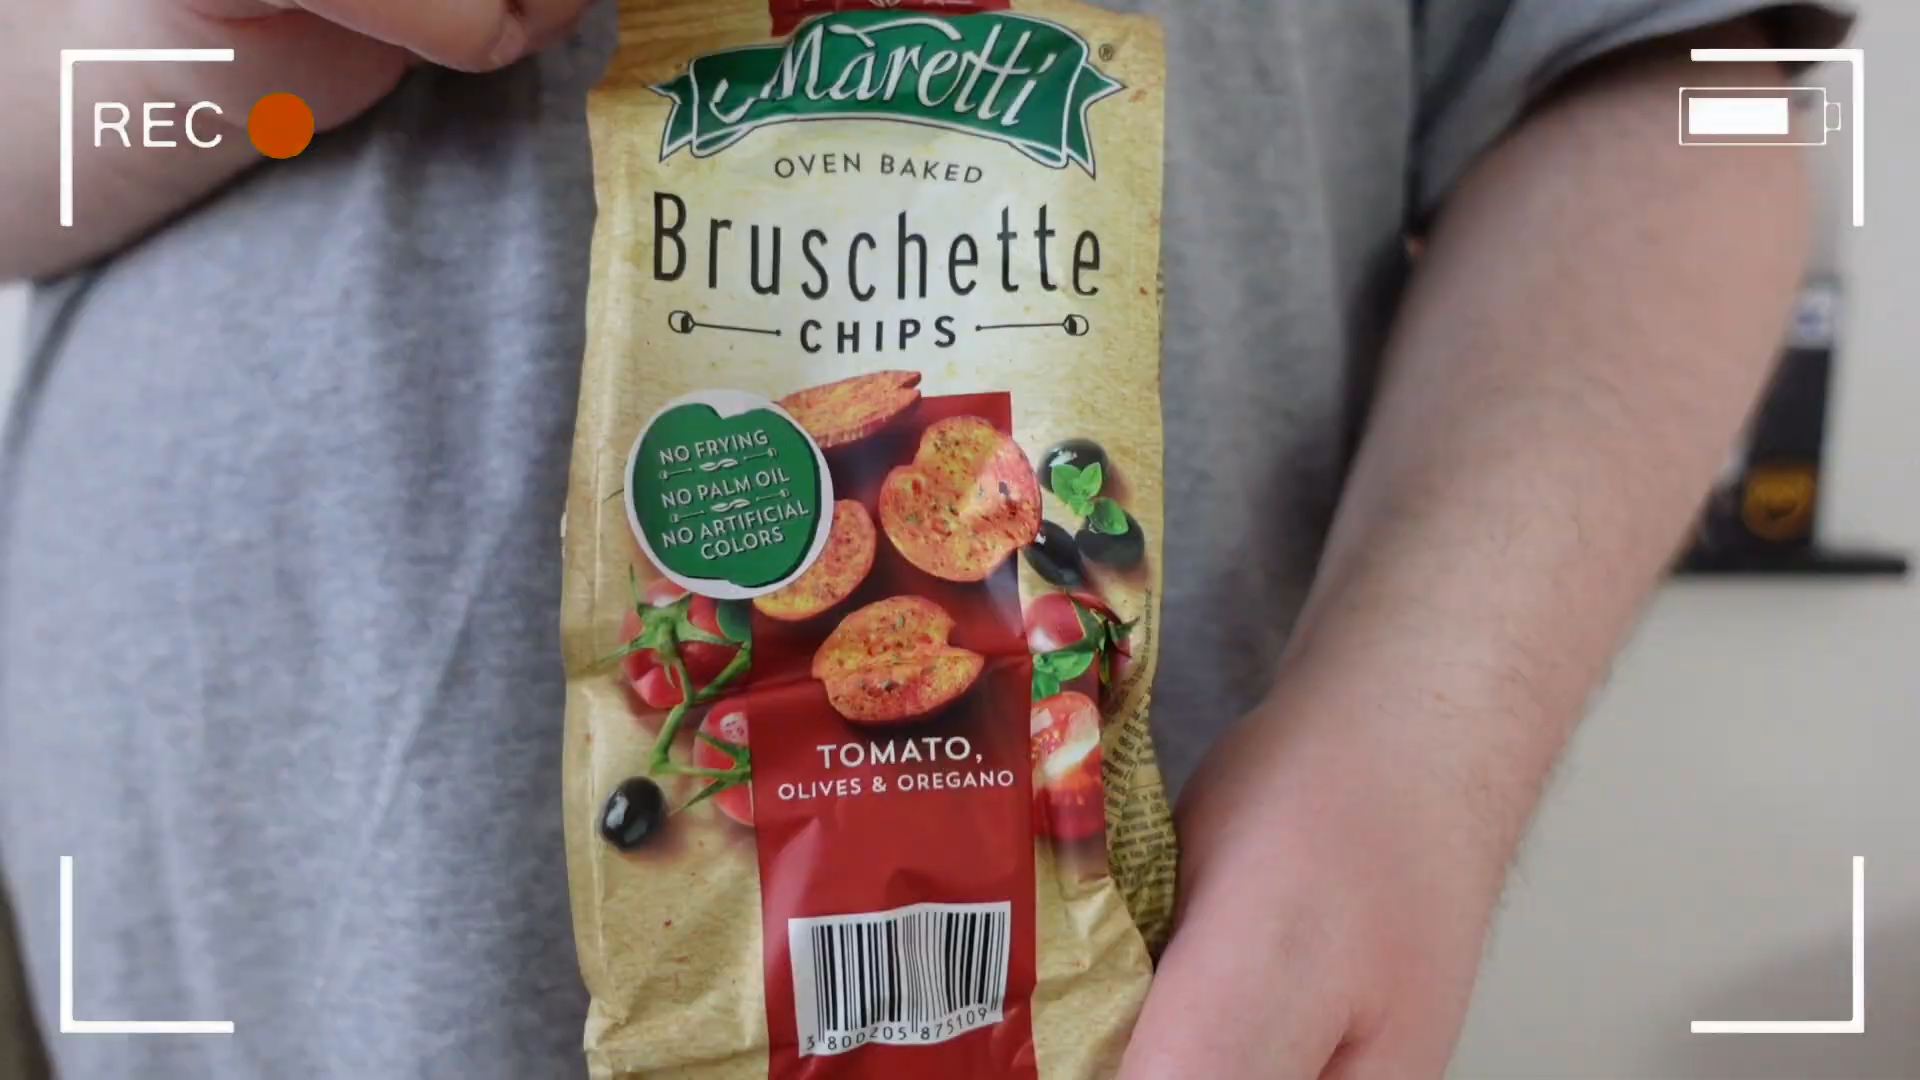 REC
Maretti®
OVEN BAKED
Bruschette
CHIPS
NO FRYING
NO PALM OIL
NO ARTIFICIAL
COLORS
TOMATO,
OLIVES & OREGANO
3 800205 875109